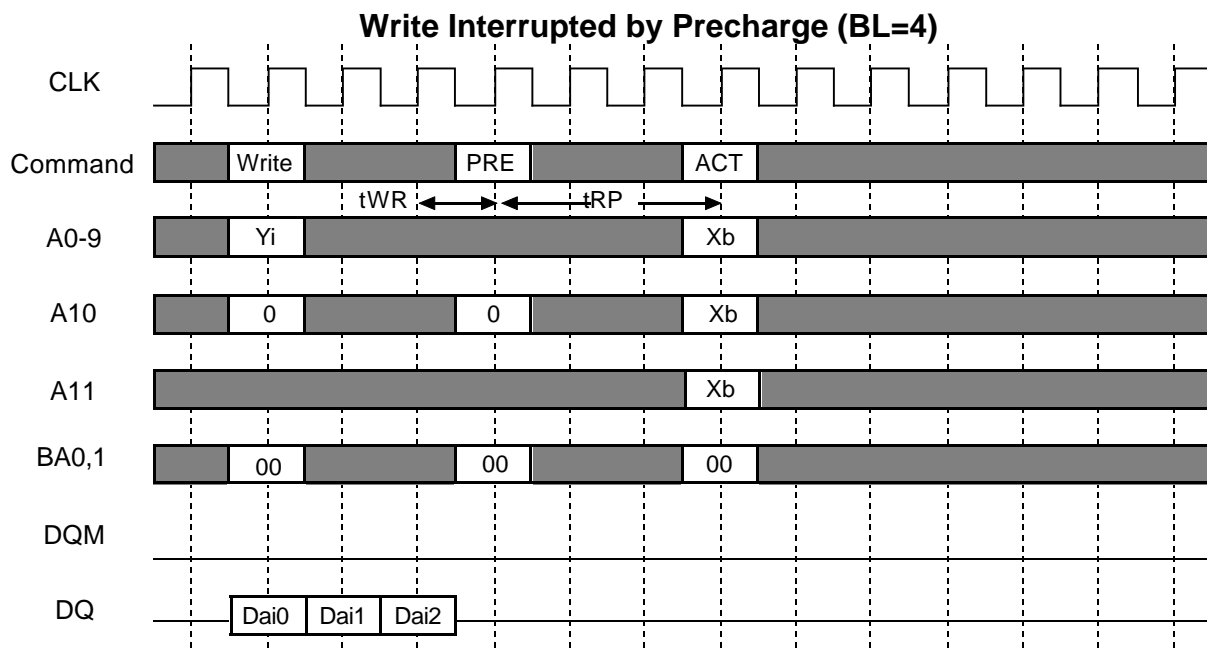 Write Interrupted by Precharge (BL=4)
CLK
Command Write PRE ACT
tWR tRP
A0-9 Yi Xb
A10 0 0 Xb
A11 Xb
BA0,1 00 00 00
DQM
DQ Dai0 Dai1 Dai2